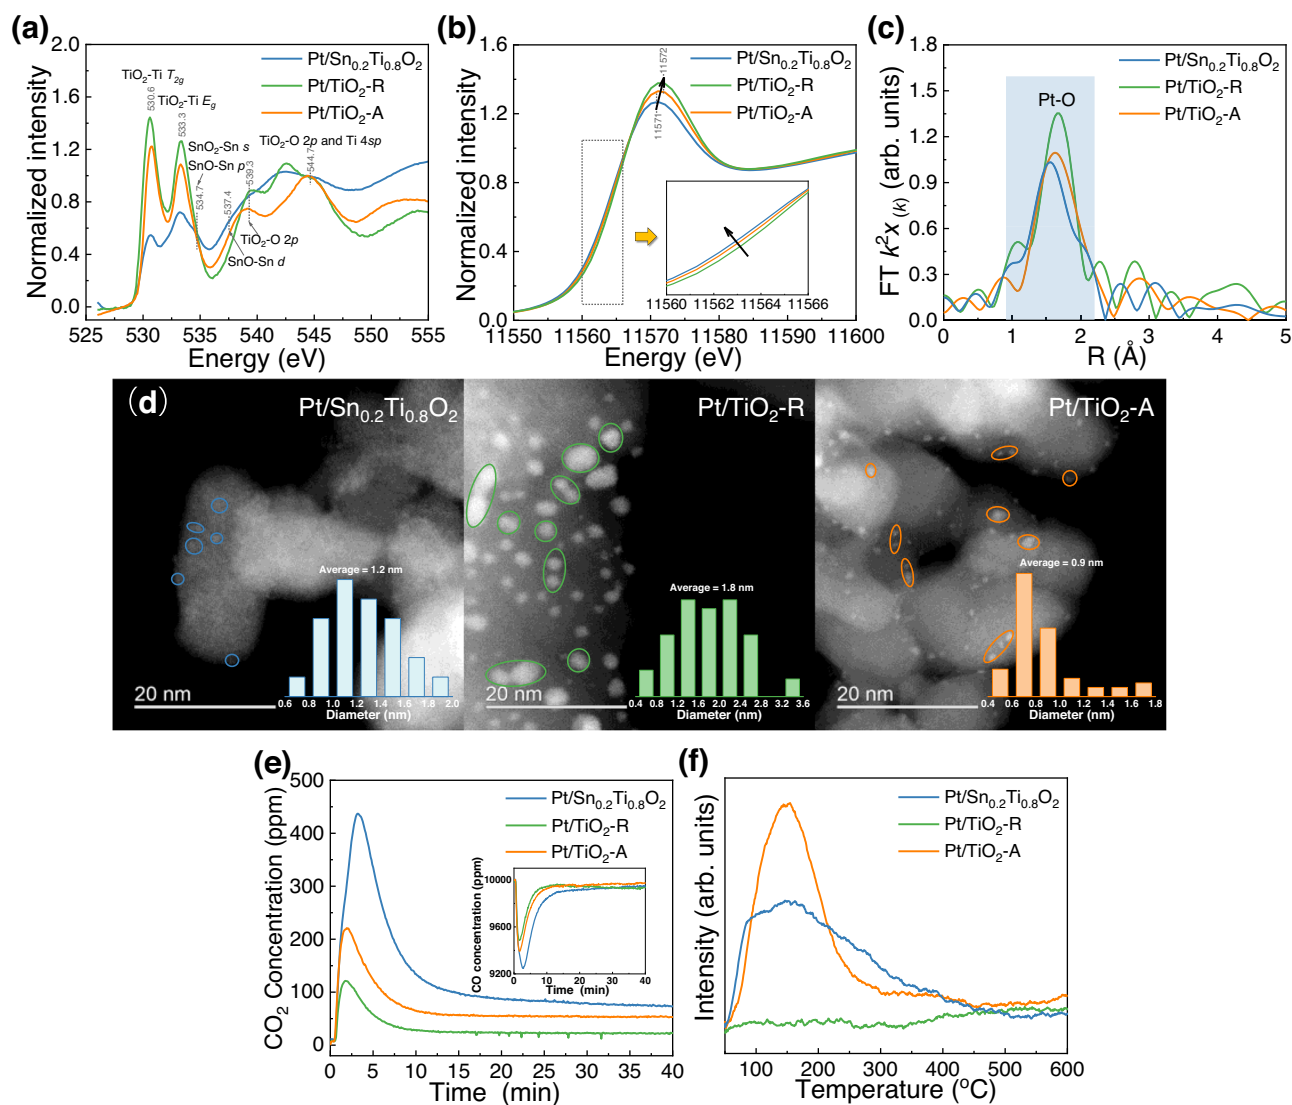 (a)
2.0
1.6
1.2
0.8
0.4
0.0
Normalized intensity
525 530 535 540 545 550 555
Energy (eV)
Pt/Sn0.2Ti0.8O2
Pt/TiO2-R
Pt/TiO2-A
TiO2-Ti T2g
530.6
TiO2-Ti Eg
533.3
SnO2-Sn s
SnO-Sn p
534.7
537.4
539.3
TiO2-O 2p and Ti 4sp
544.7
TiO2-O 2p
SnO-Sn d
(b)
1.6
1.2
0.8
0.4
0.0
Normalized intensity
11550 11560 11570 11580 11590 11600
Energy (eV)
Pt/Sn0.2Ti0.8O2
Pt/TiO2-R
Pt/TiO2-A
11572
11571
11560 11562 11564 11566
(c)
1.8
1.5
1.2
0.9
0.6
0.3
0.0
FT k2x (k) (arb. units)
0 1 2 3 4 5
R (Å)
Pt/Sn0.2Ti0.8O2
Pt/TiO2-R
Pt/TiO2-A
Pt-O
(d)
Pt/Sn0.2Ti0.8O2
Average = 1.2 nm
20 nm
0.6 0.8 1.0 1.2 1.4 1.6 1.8 2.0
Diameter (nm)
Pt/TiO2-R
Average = 1.8 nm
20 nm
0.4 0.8 1.2 1.6 2.0 2.4 2.8 3.2 3.6
Diameter (nm)
Pt/TiO2-A
Average = 0.9 nm
20 nm
0.4 0.6 0.8 1.0 1.2 1.4 1.6 1.8
Diameter (nm)
(e)
500
400
300
200
100
0
CO2 Concentration (ppm)
0 5 10 15 20 25 30 35 40
Time (min)
Pt/Sn0.2Ti0.8O2
Pt/TiO2-R
Pt/TiO2-A
10000
9600
9200
CO concentration (ppm)
0 10 20 30 40
Time (min)
(f)
Intensity (arb. units)
100 200 300 400 500 600
Temperature (oC)
Pt/Sn0.2Ti0.8O2
Pt/TiO2-R
Pt/TiO2-A